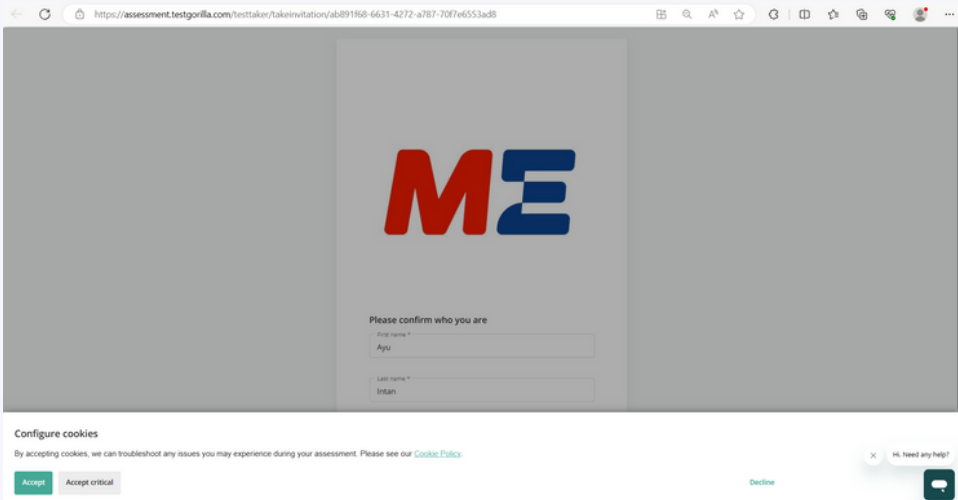 https://assessment.testgorilla.com/testtaker/takeinvitation/ab891f68-6631-4272-a787-70f7e6553ad8
ME
Please confirm who you are
First name *
Ayu
Last name *
Intan
Configure cookies
By accepting cookies, we can troubleshoot any issues you may experience during your assessment. Please see our Cookie Policy.
Hi. Need any help?
Accept Accept critical Decline